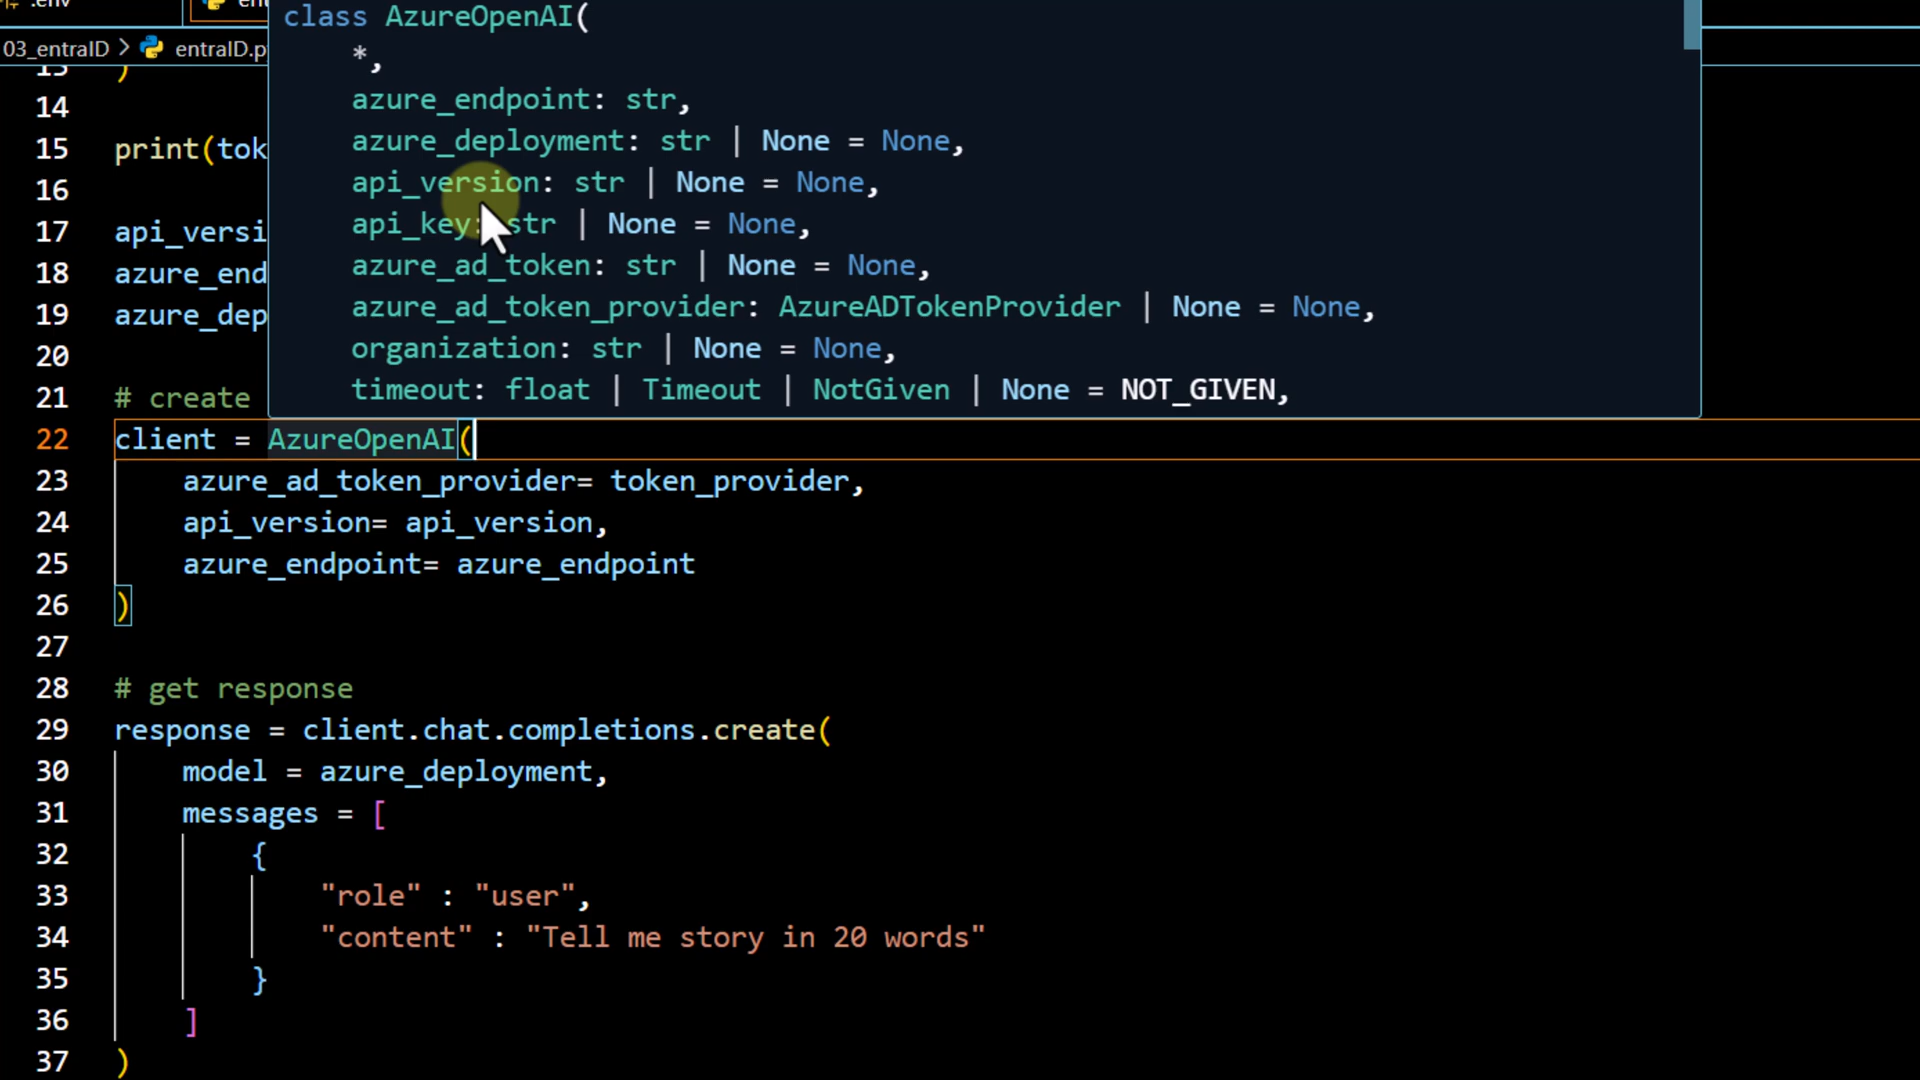 .env
class AzureOpenAI(
*,
03_entraID > entraID.p
azure_endpoint: str,
azure_deployment: str | None = None,
api_version: str | None = None,
api_key: str | None = None,
azure_ad_token: str | None = None,
azure_ad_token_provider: AzureADTokenProvider | None = None,
organization: str | None = None,
timeout: float | Timeout | NotGiven | None = NOT_GIVEN,
13 )
14
15 print(tok
16
17 api_versi
18 azure_end
19 azure_dep
20
21 # create
22 client = AzureOpenAI(
23 azure_ad_token_provider= token_provider,
24 api_version= api_version,
25 azure_endpoint= azure_endpoint
26 )
27
28 # get response
29 response = client.chat.completions.create(
30 model = azure_deployment,
31 messages = [
32 {
33 "role" : "user",
34 "content" : "Tell me story in 20 words"
35 }
36 ]
37 )